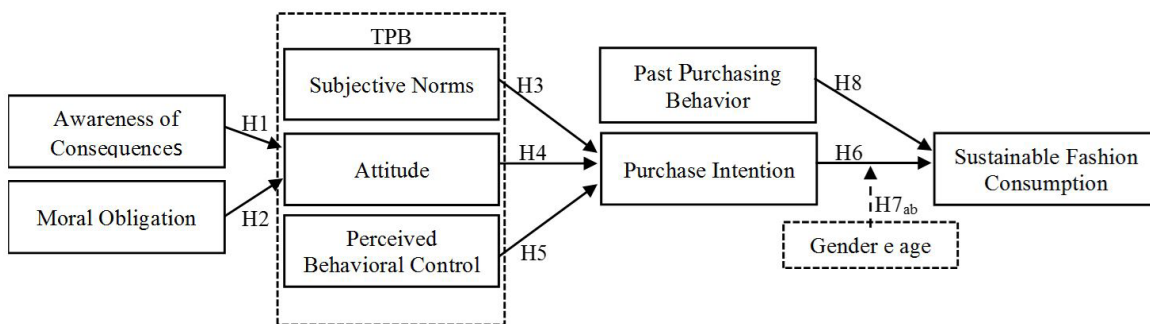 TPB
Subjective Norms
H3
Past Purchasing
Behavior
H8
Awareness of
Consequences
H1
Attitude
H4
Purchase Intention
H6
Sustainable Fashion
Consumption
Moral Obligation
H2
Perceived
Behavioral Control
H5
H7ab
Gender e age